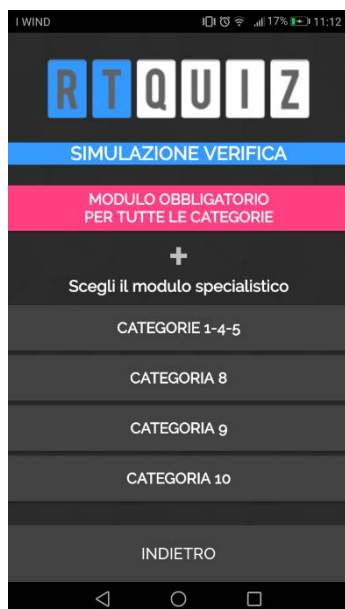 I WIND 17% 11:12
RTQUIZ
SIMULAZIONE VERIFICA
MODULO OBBLIGATORIO
PER TUTTE LE CATEGORIE
+
Scegli il modulo specialistico
CATEGORIE 1-4-5
CATEGORIA 8
CATEGORIA 9
CATEGORIA 10
INDIETRO